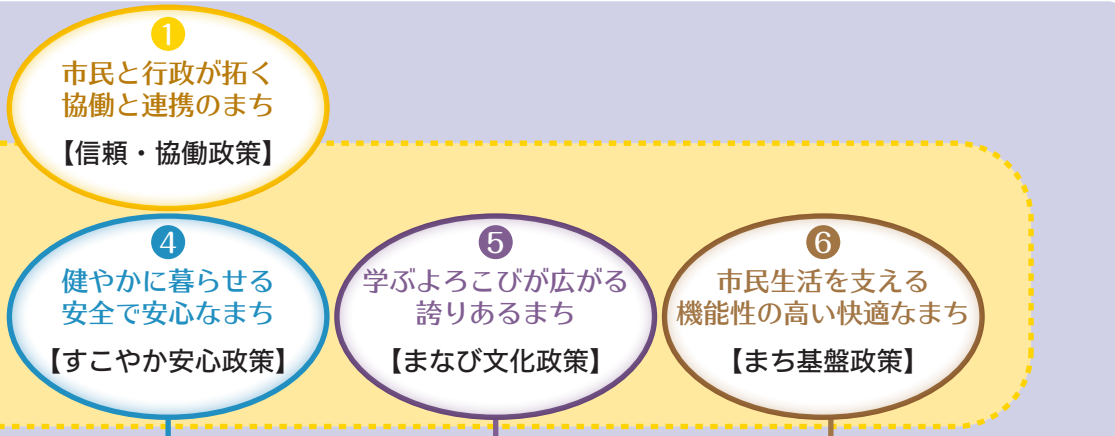 1
市民と行政が拓く
協働と連携のまち
【信頼・協働政策】
4
健やかに暮らせる
安全で安心なまち
【すこやか安心政策】
5
学ぶよろこびが広がる
誇りあるまち
【まなび文化政策】
6
市民生活を支える
機能性の高い快適なまち
【まち基盤政策】